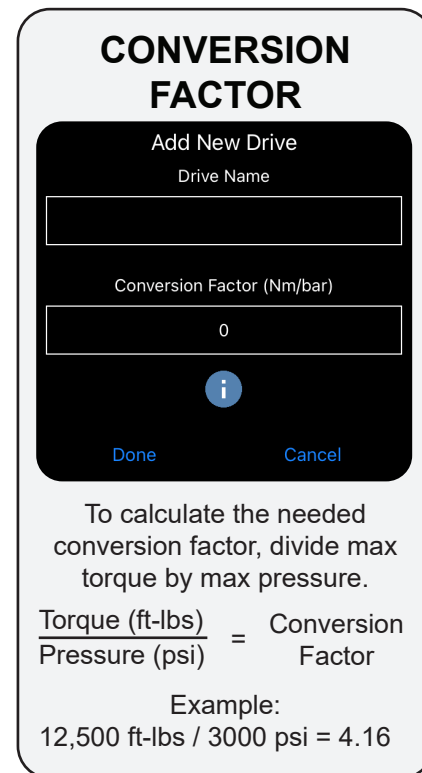 CONVERSION
FACTOR
Add New Drive
Drive Name
Conversion Factor (Nm/bar)
0
i
Done Cancel
To calculate the needed
conversion factor, divide max
torque by max pressure.
Torque (ft-lbs)
Pressure (psi)
=
Conversion
Factor
Example:
12,500 ft-lbs / 3000 psi = 4.16